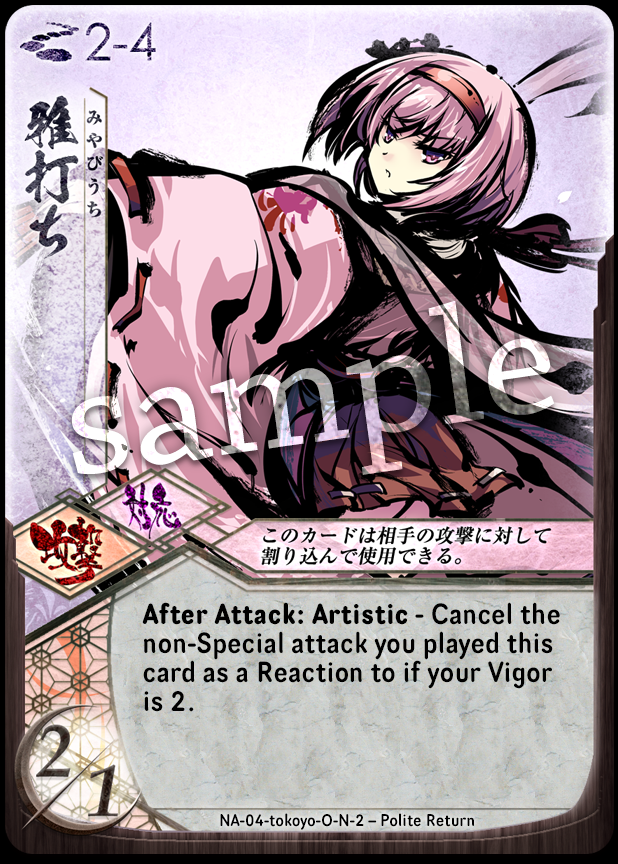 2-4
雅打ち
みやびうち
sample
攻撃
対応
このカードは相手の攻撃に対して
割り込んで使用できる。
After Attack: Artistic - Cancel the
non-Special attack you played this
card as a Reaction to if your Vigor
is 2.
2/1
NA-04-tokoyo-O-N-2 – Polite Return